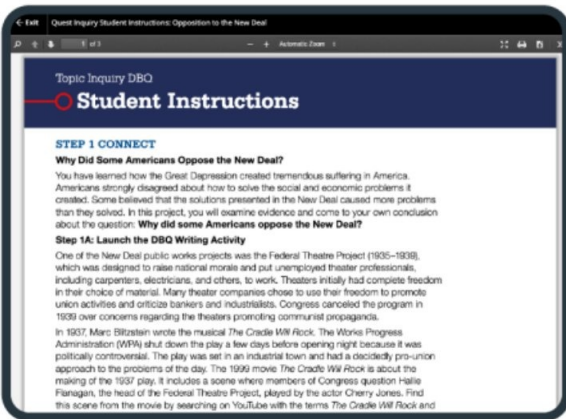 Exit Quest Inquiry Student Instructions: Opposition to the New Deal
1 of 3 Automatic Zoom
Topic Inquiry DBQ
Student Instructions
STEP 1 CONNECT
Why Did Some Americans Oppose the New Deal?
You have learned how the Great Depression created tremendous suffering in America.
Americans strongly disagreed about how to solve the social and economic problems it
created. Some believed that the solutions presented in the New Deal caused more problems
than they solved. In this project, you will examine evidence and come to your own conclusion
about the question: Why did some Americans oppose the New Deal?
Step 1A: Launch the DBQ Writing Activity
One of the New Deal public works projects was the Federal Theatre Project (1935–1939),
which was designed to raise national morale and put unemployed theater professionals,
including carpenters, electricians, and others, to work. Theaters initially had complete freedom
in their choice of material. Many theater companies chose to use their freedom to promote
union activities and criticize bankers and industrialists. Congress canceled the program in
1939 over concerns regarding the theaters promoting communist propaganda.
In 1937, Marc Blitzstein wrote the musical The Cradle Will Rock. The Works Progress
Administration (WPA) shut down the play a few days before opening night because it was
politically controversial. The play was set in an industrial town and had a decidedly pro-union
approach to the problems of the day. The 1999 movie The Cradle Will Rock is about the
making of the 1937 play. It includes a scene where members of Congress question Hallie
Flanagan, the head of the Federal Theatre Project, played by the actor Cherry Jones. Find
this scene from the movie by searching on YouTube with the terms The Cradle Will Rock and